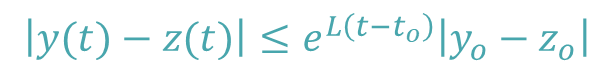 |y(t) − z(t)| ≤ e^{L(t−t_o)}|y_o − z_o|